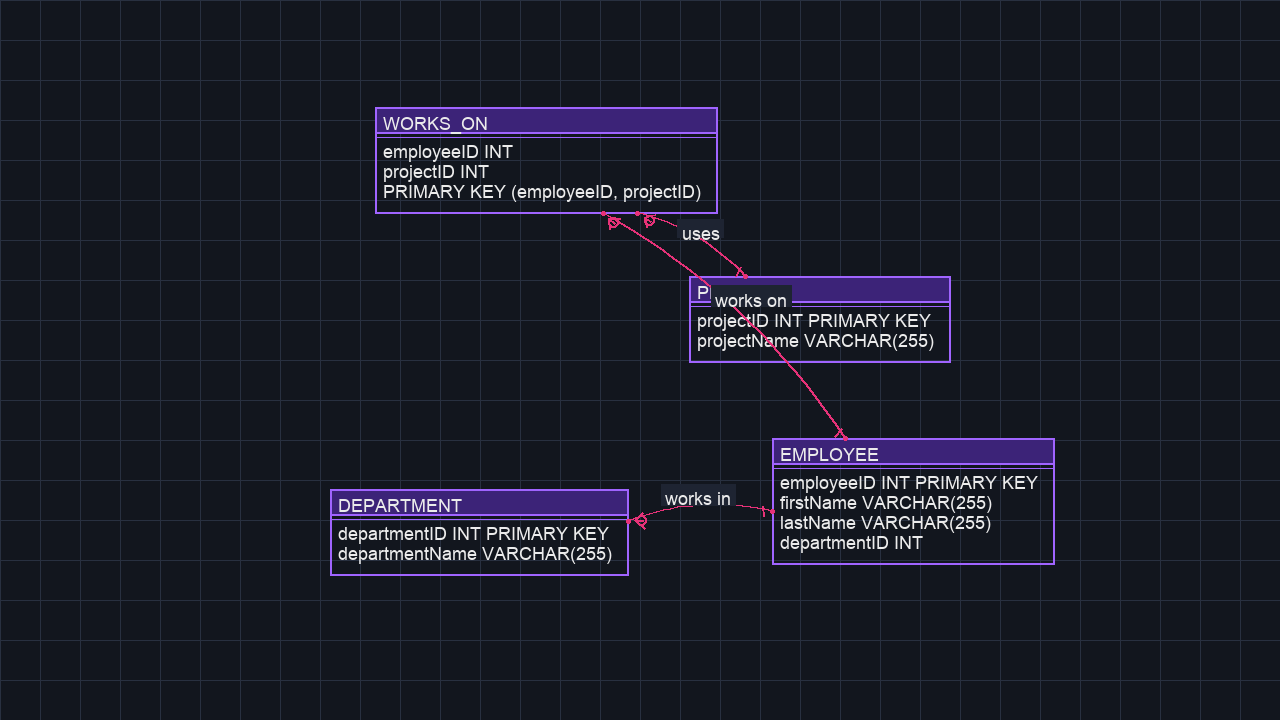 WORKS_ON
employeeID INT
projectID INT
PRIMARY KEY (employeeID, projectID)
uses
works on
projectID INT PRIMARY KEY
projectName VARCHAR(255)
EMPLOYEE
employeeID INT PRIMARY KEY
firstName VARCHAR(255)
lastName VARCHAR(255)
departmentID INT
works in
DEPARTMENT
departmentID INT PRIMARY KEY
departmentName VARCHAR(255)